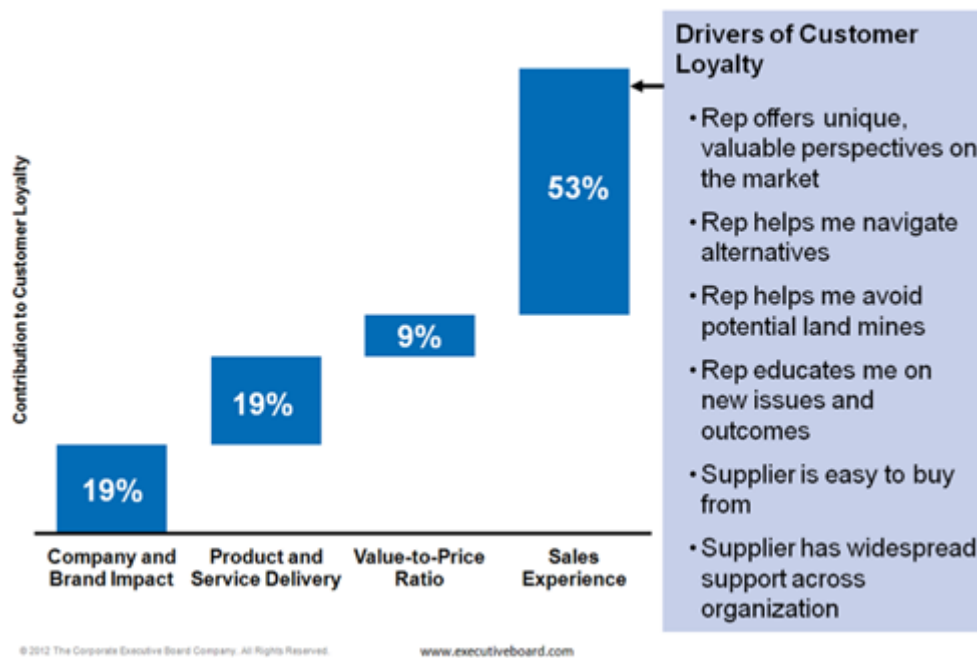 Contribution to Customer Loyalty
19%
19%
9%
53%
Company and
Brand Impact
Product and
Service Delivery
Value-to-Price
Ratio
Sales
Experience
Drivers of Customer
Loyalty
• Rep offers unique,
valuable perspectives on
the market
• Rep helps me navigate
alternatives
• Rep helps me avoid
potential land mines
• Rep educates me on
new issues and
outcomes
• Supplier is easy to buy
from
• Supplier has widespread
support across
organization
© 2012 The Corporate Executive Board Company. All Rights Reserved.
www.executiveboard.com